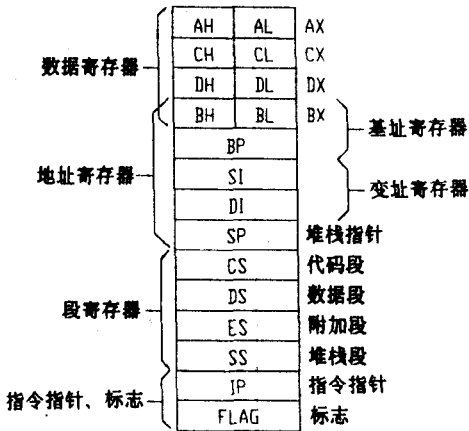 AH AL AX
CH CL CX
数据寄存器
DH DL DX
BH BL BX
基址寄存器
BP
地址寄存器
SI
变址寄存器
DI
SP 堆栈指针
CS 代码段
DS 数据段
段寄存器
ES 附加段
SS 堆栈段
IP 指令指针
指令指针、标志
FLAG 标志